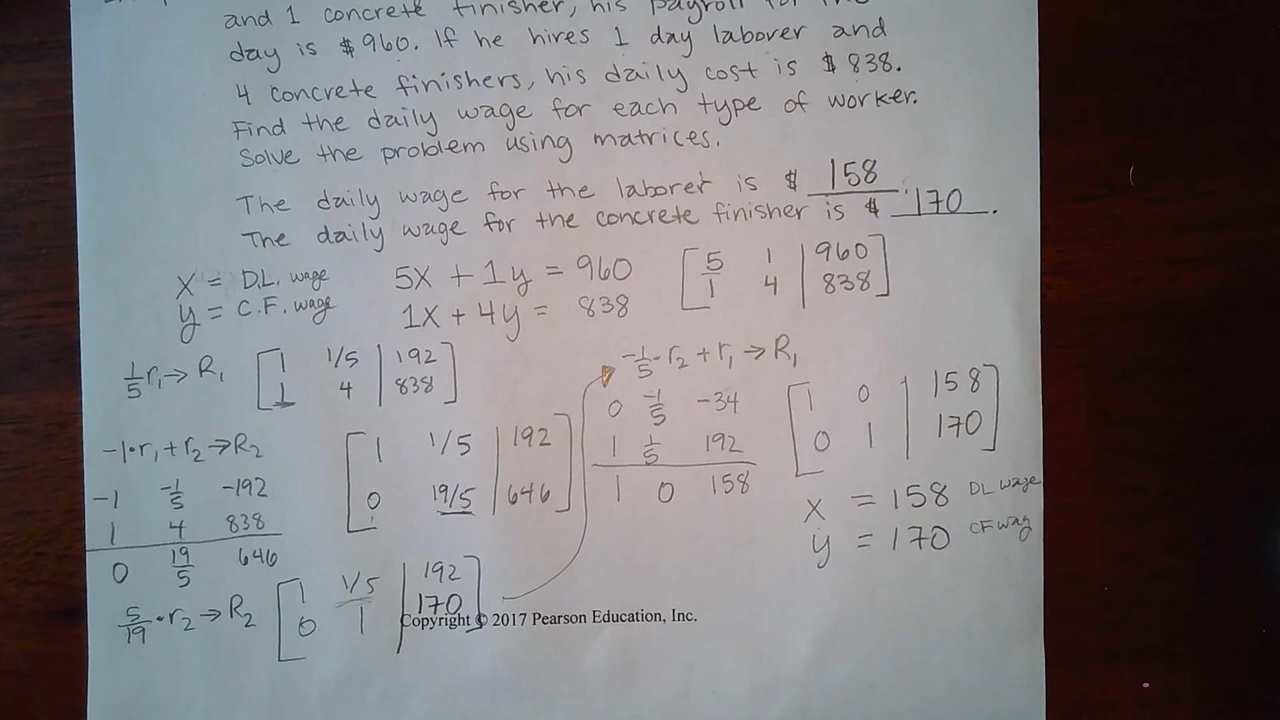 and 1 concrete finisher, his payroll for the
day is $960. If he hires 1 day laborer and
4 concrete finishers, his daily cost is $838.
Find the daily wage for each type of worker.
Solve the problem using matrices.
The daily wage for the laborer is $ 158
The daily wage for the concrete finisher is $ 170.
x = D.L. wage
y = C.F. wage
5x + 1y = 960
1x + 4y = 838
[5 1 | 960]
[1 4 | 838]
1/5 r₁ → R₁
[1 1/5 | 192]
[1 4 | 838]
-1·r₁ + r₂ → R₂
-1 -1/5 -192
1 4 838
0 19/5 646
[1 1/5 | 192]
[0 19/5 | 646]
5/19 · r₂ → R₂
[1 1/5 | 192]
[0 1 | 170]
-1/5 · r₂ + r₁ → R₁
0 -1/5 -34
1 1/5 192
1 0 158
[1 0 | 158]
[0 1 | 170]
x = 158 DL wage
y = 170 CF wag
Copyright © 2017 Pearson Education, Inc.